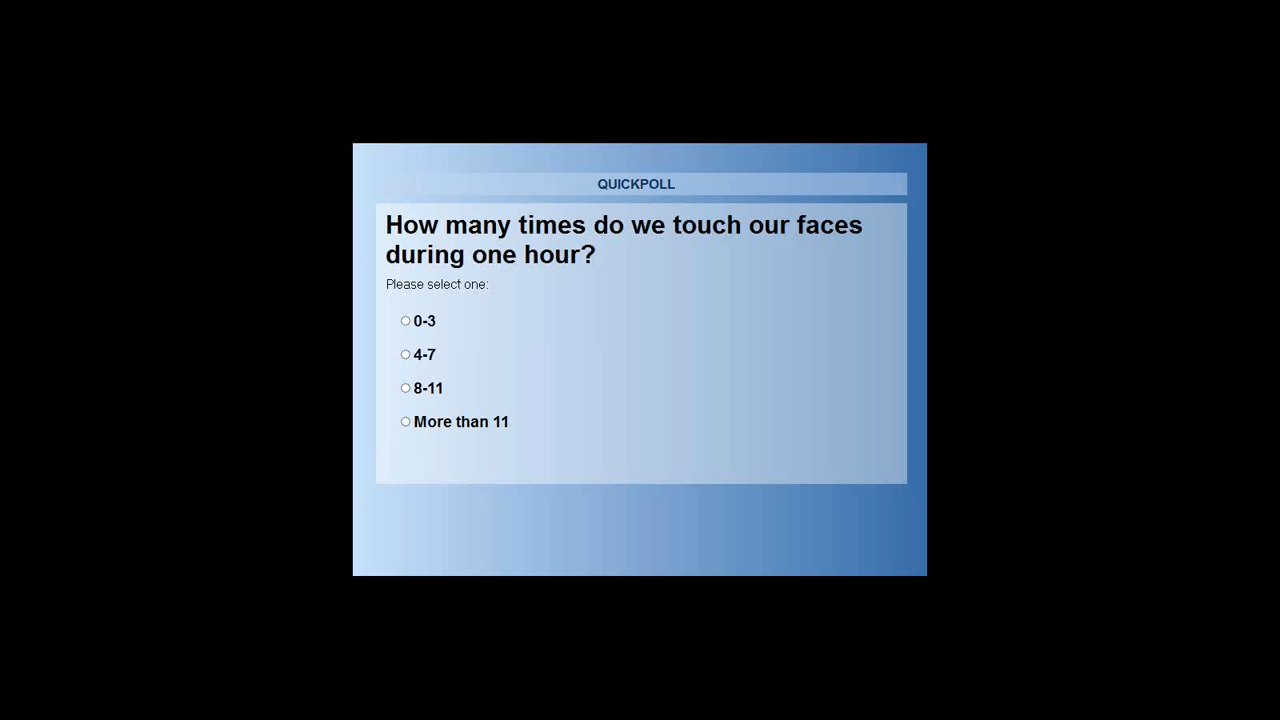 QUICKPOLL
How many times do we touch our faces
during one hour?
Please select one:
0-3
4-7
8-11
More than 11